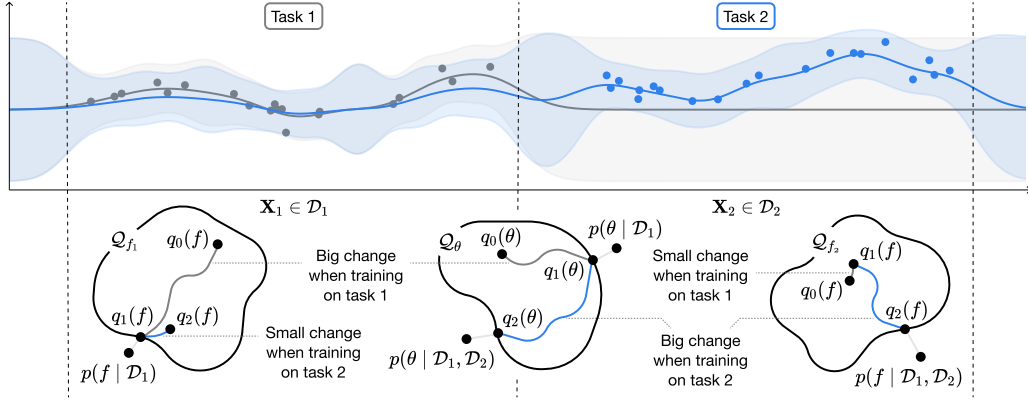 Task 1
Task 2
X₁ ∈ 𝒟₁
X₂ ∈ 𝒟₂
𝒬_{f₁}
q₀(f)
q₁(f)
q₂(f)
p(f | 𝒟₁)
Big change
when training
on task 1
Small change
when training
on task 2
𝒬_θ
q₀(θ)
p(θ | 𝒟₁)
q₁(θ)
q₂(θ)
p(θ | 𝒟₁, 𝒟₂)
Small change
when training
on task 1
Big change
when training
on task 2
𝒬_{f₂}
q₁(f)
q₀(f)
q₂(f)
p(f | 𝒟₁, 𝒟₂)